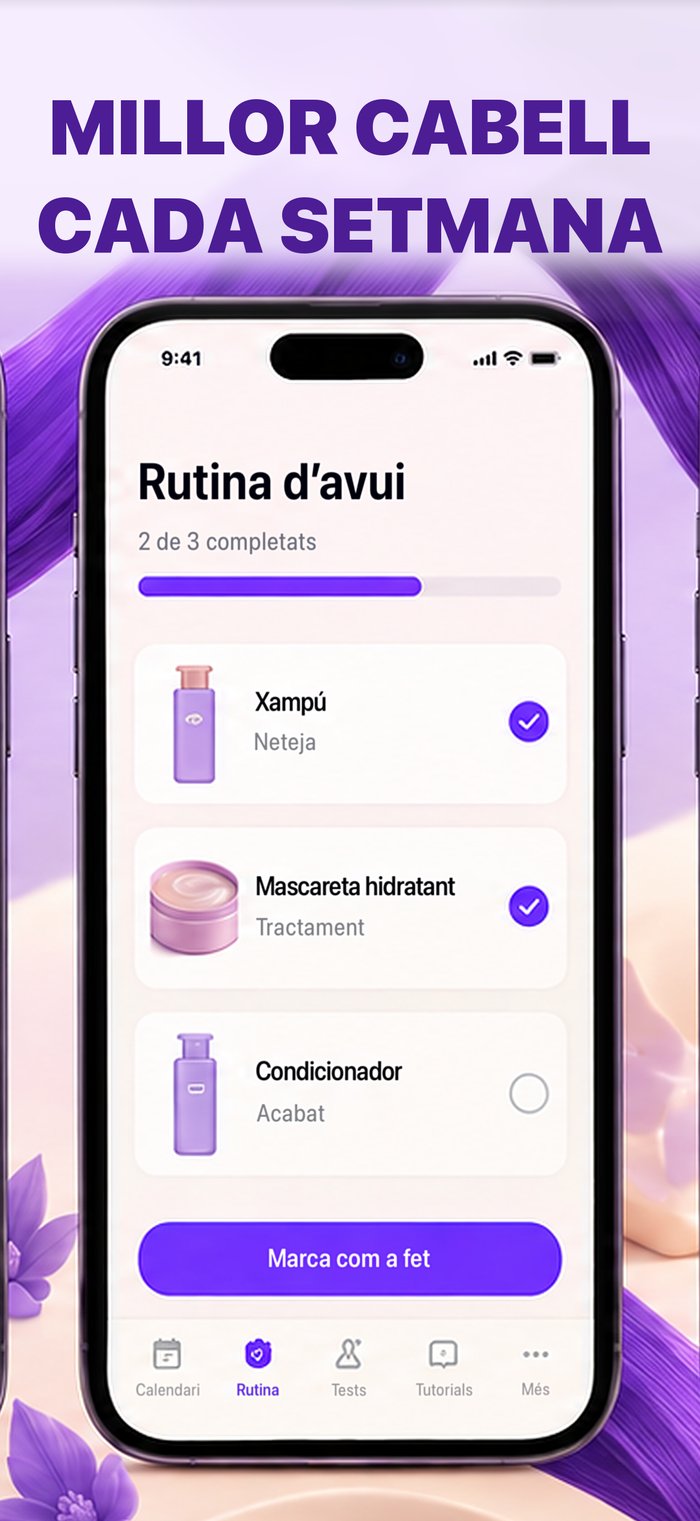 MILLOR CABELL
CADA SETMANA
9:41
Rutina d’avui
2 de 3 completats
Xampú
Neteja
Mascareta hidratant
Tractament
Condicionador
Acabat
Marca com a fet
Calendari
Rutina
Tests
Tutorials
Més